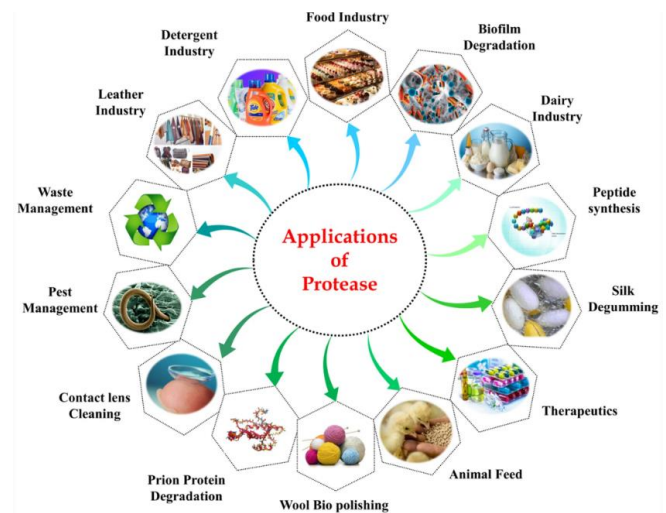 Food Industry
Biofilm
Degradation
Dairy
Industry
Peptide
synthesis
Silk
Degumming
Therapeutics
Animal Feed
Wool Bio polishing
Prion Protein
Degradation
Contact lens
Cleaning
Pest
Management
Waste
Management
Leather
Industry
Detergent
Industry
Tide
Applications
of
Protease